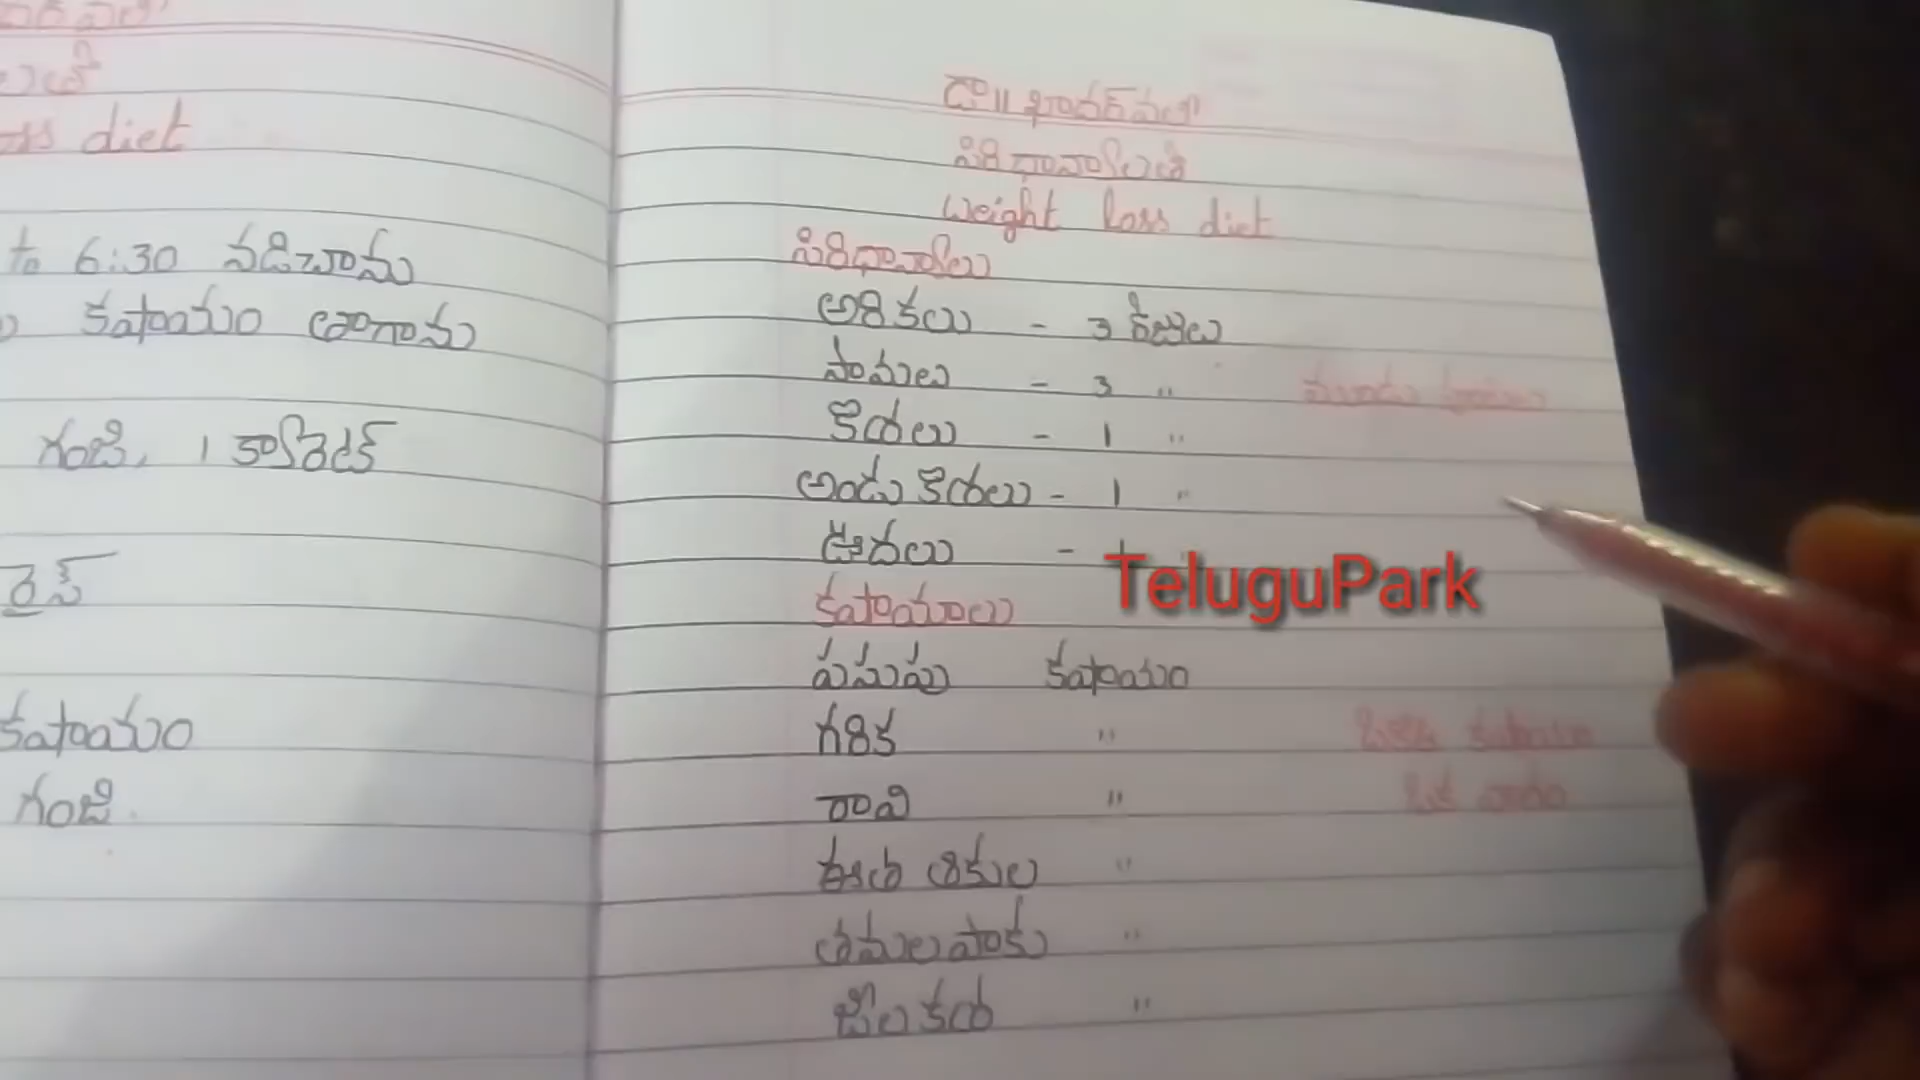 diet
to 6:30 నడిచాను
కషాయం త్రాగాను
గంజి, 1 క్యారెట్
రైస్
కషాయం
గంజి.
డా॥ ఖాదర్ వలి
సిరిధాన్యాలతో
weight loss diet
సిరిధాన్యాలు
అరికలు - 3 కేజీలు
సామలు - 3 "
కొర్రలు - 1 "
అండు కొర్రలు - 1 "
ఊదలు - 1
TeluguPark
కషాయాలు
పసుపు కషాయం
గరిక "
రావి "
జామ ఆకుల "
తమలపాకు "
జీలకర్ర "